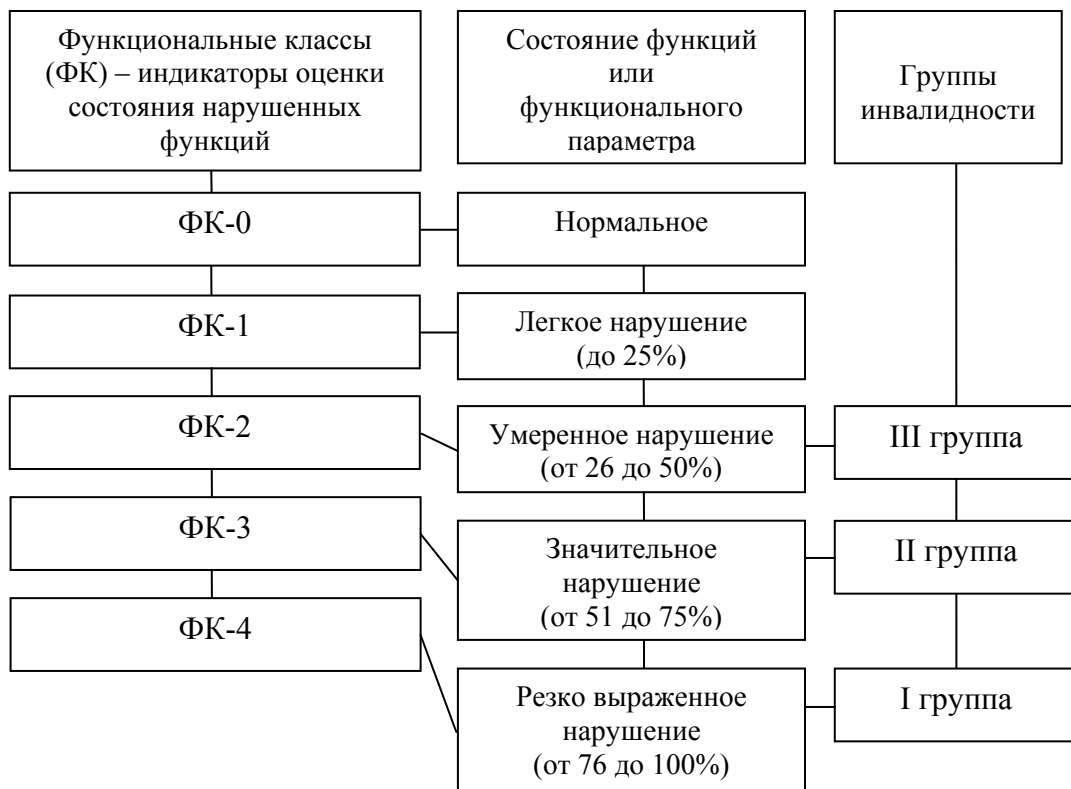 Функциональные классы
(ФК) – индикаторы оценки
состояния нарушенных
функций
Состояние функций
или
функционального
параметра
Группы
инвалидности
ФК-0
Нормальное
ФК-1
Легкое нарушение
(до 25%)
ФК-2
Умеренное нарушение
(от 26 до 50%)
III группа
ФК-3
Значительное
нарушение
(от 51 до 75%)
II группа
ФК-4
Резко выраженное
нарушение
(от 76 до 100%)
I группа